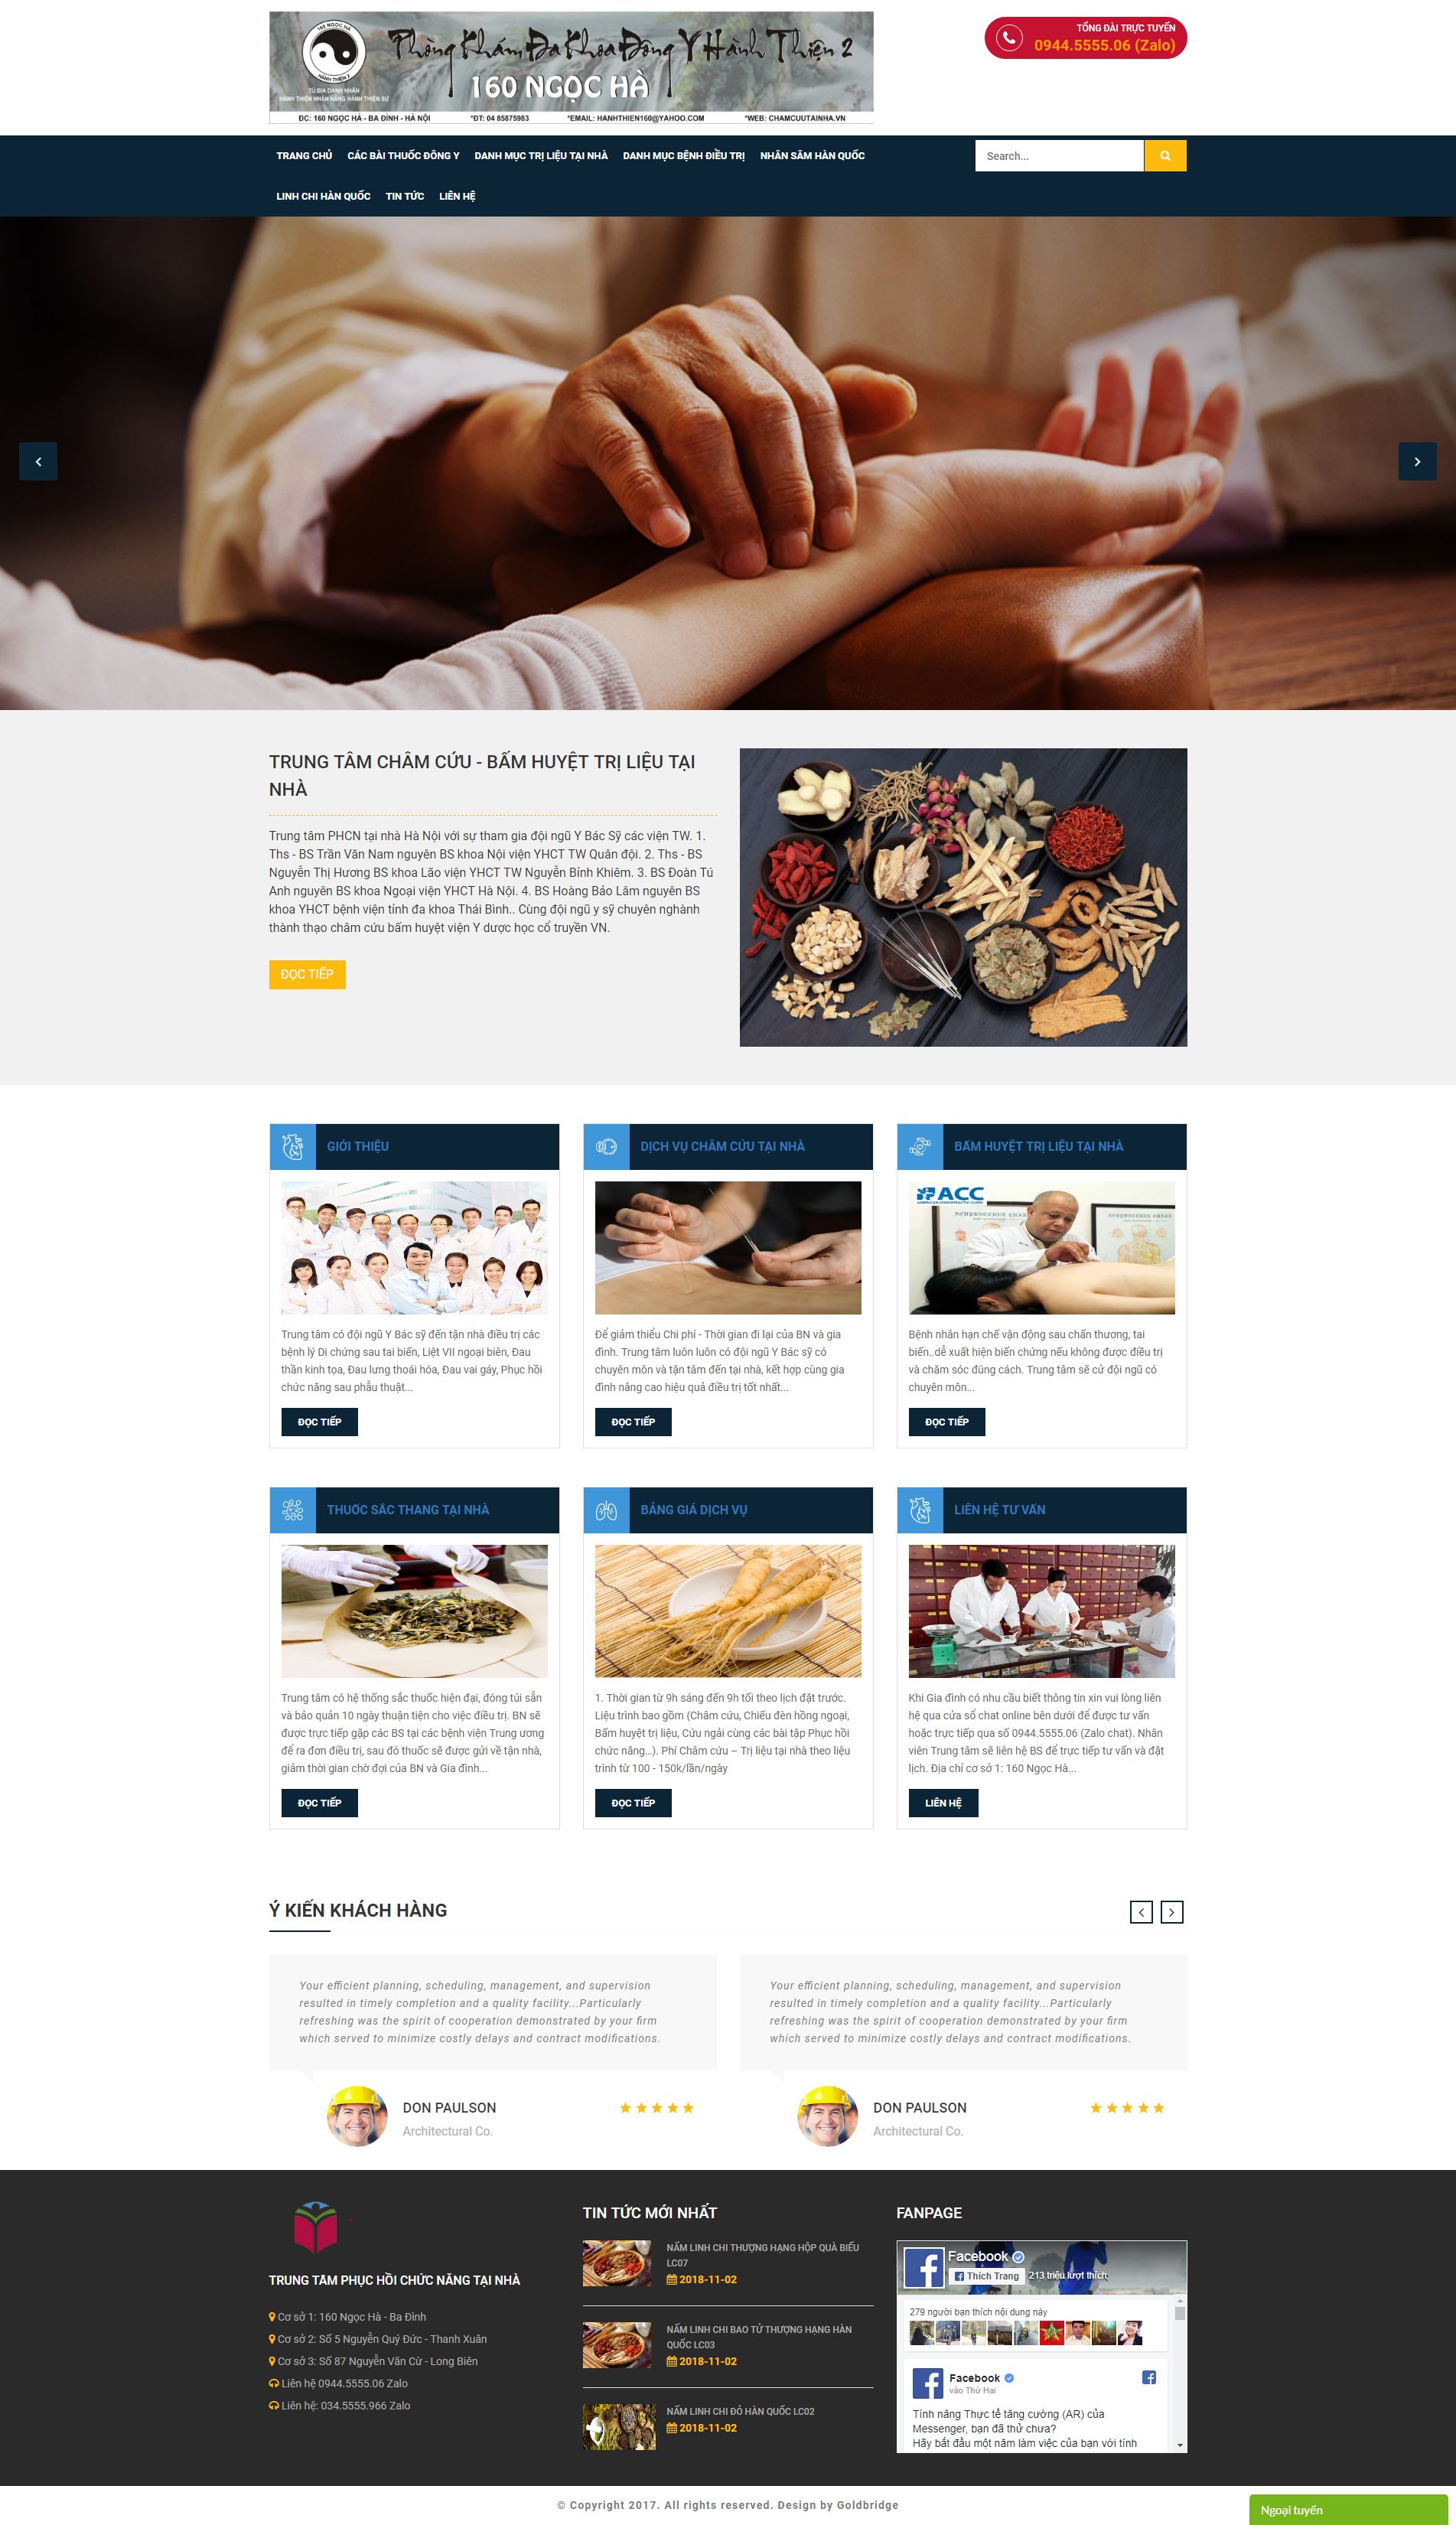 160 NGỌC HÀ
HÀNH THIỆN 2
TỨ ĐỊA DANH NHÂN
HÀNH THIỆN NHÂN NĂNG HÀNH THIỆN SỰ
Phòng Khám Đa Khoa Đông Y Hành Thiện 2
160 NGỌC HÀ
ĐC: 160 NGỌC HÀ - BA ĐÌNH - HÀ NỘI *ĐT: 04 85875983 *EMAIL: HANHTHIEN160@YAHOO.COM *WEB: CHAMCUUTAINHA.VN
TỔNG ĐÀI TRỰC TUYẾN
0944.5555.06 (Zalo)
TRANG CHỦ CÁC BÀI THUỐC ĐÔNG Y DANH MỤC TRỊ LIỆU TẠI NHÀ DANH MỤC BỆNH ĐIỀU TRỊ NHÂN SÂM HÀN QUỐC
Search...
LINH CHI HÀN QUỐC TIN TỨC LIÊN HỆ
TRUNG TÂM CHÂM CỨU - BẤM HUYỆT TRỊ LIỆU TẠI
NHÀ
Trung tâm PHCN tại nhà Hà Nội với sự tham gia đội ngũ Y Bác Sỹ các viện TW. 1.
Ths - BS Trần Văn Nam nguyên BS khoa Nội viện YHCT TW Quân đội. 2. Ths - BS
Nguyễn Thị Hương BS khoa Lão viện YHCT TW Nguyễn Bỉnh Khiêm. 3. BS Đoàn Tú
Anh nguyên BS khoa Ngoại viện YHCT Hà Nội. 4. BS Hoàng Bảo Lâm nguyên BS
khoa YHCT bệnh viện tỉnh đa khoa Thái Bình.. Cùng đội ngũ y sỹ chuyên nghành
thành thạo châm cứu bấm huyệt viện Y dược học cổ truyền VN.
ĐỌC TIẾP
GIỚI THIỆU
Trung tâm có đội ngũ Y Bác sỹ đến tận nhà điều trị các
bệnh lý Di chứng sau tai biến, Liệt VII ngoại biên, Đau
thần kinh tọa, Đau lưng thoái hóa, Đau vai gáy, Phục hồi
chức năng sau phẫu thuật...
ĐỌC TIẾP
DỊCH VỤ CHÂM CỨU TẠI NHÀ
Để giảm thiểu Chi phí - Thời gian đi lại của BN và gia
đình. Trung tâm luôn luôn có đội ngũ Y Bác sỹ có
chuyên môn và tận tâm đến tại nhà, kết hợp cùng gia
đình nâng cao hiệu quả điều trị tốt nhất...
ĐỌC TIẾP
BẤM HUYỆT TRỊ LIỆU TẠI NHÀ
ACC
AMERICAN CHIROPRACTIC CLINIC
Bệnh nhân hạn chế vận động sau chấn thương, tai
biến..dễ xuất hiện biến chứng nếu không được điều trị
và chăm sóc đúng cách. Trung tâm sẽ cử đội ngũ có
chuyên môn...
ĐỌC TIẾP
THUỐC SẮC THANG TẠI NHÀ
Trung tâm có hệ thống sắc thuốc hiện đại, đóng túi sẵn
và bảo quản 10 ngày thuận tiện cho việc điều trị. BN sẽ
được trực tiếp gặp các BS tại các bệnh viện Trung ương
để ra đơn điều trị, sau đó thuốc sẽ được gửi về tận nhà,
giảm thời gian chờ đợi của BN và Gia đình...
ĐỌC TIẾP
BẢNG GIÁ DỊCH VỤ
1. Thời gian từ 9h sáng đến 9h tối theo lịch đặt trước.
Liệu trình bao gồm (Châm cứu, Chiếu đèn hồng ngoại,
Bấm huyệt trị liệu, Cứu ngải cùng các bài tập Phục hồi
chức năng...). Phí Châm cứu – Trị liệu tại nhà theo liệu
trình từ 100 - 150k/lần/ngày
ĐỌC TIẾP
LIÊN HỆ TƯ VẤN
Khi Gia đình có nhu cầu biết thông tin xin vui lòng liên
hệ qua cửa sổ chat online bên dưới để được tư vấn
hoặc trực tiếp qua số 0944.5555.06 (Zalo chat). Nhân
viên Trung tâm sẽ liên hệ BS để trực tiếp tư vấn và đặt
lịch. Địa chỉ cơ sở 1: 160 Ngọc Hà...
LIÊN HỆ
Ý KIẾN KHÁCH HÀNG
Your efficient planning, scheduling, management, and supervision
resulted in timely completion and a quality facility...Particularly
refreshing was the spirit of cooperation demonstrated by your firm
which served to minimize costly delays and contract modifications.
DON PAULSON
Architectural Co.
Your efficient planning, scheduling, management, and supervision
resulted in timely completion and a quality facility...Particularly
refreshing was the spirit of cooperation demonstrated by your firm
which served to minimize costly delays and contract modifications.
DON PAULSON
Architectural Co.
TRUNG TÂM PHỤC HỒI CHỨC NĂNG TẠI NHÀ
Cơ sở 1: 160 Ngọc Hà - Ba Đình
Cơ sở 2: Số 5 Nguyễn Quý Đức - Thanh Xuân
Cơ sở 3: Số 87 Nguyễn Văn Cừ - Long Biên
Liên hệ 0944.5555.06 Zalo
Liên hệ: 034.5555.966 Zalo
TIN TỨC MỚI NHẤT
NẤM LINH CHI THƯỢNG HẠNG HỘP QUÀ BIẾU
LC07
2018-11-02
NẤM LINH CHI BAO TỬ THƯỢNG HẠNG HÀN
QUỐC LC03
2018-11-02
NẤM LINH CHI ĐỎ HÀN QUỐC LC02
2018-11-02
FANPAGE
Facebook
Thích Trang 213 triệu lượt thích
279 người bạn thích nội dung này
Facebook
vào Thứ Hai
Tính năng Thực tế tăng cường (AR) của
Messenger, bạn đã thử chưa?
Hãy bắt đầu một năm làm việc của bạn với tính
© Copyright 2017. All rights reserved. Design by Goldbridge
Ngoại tuyến